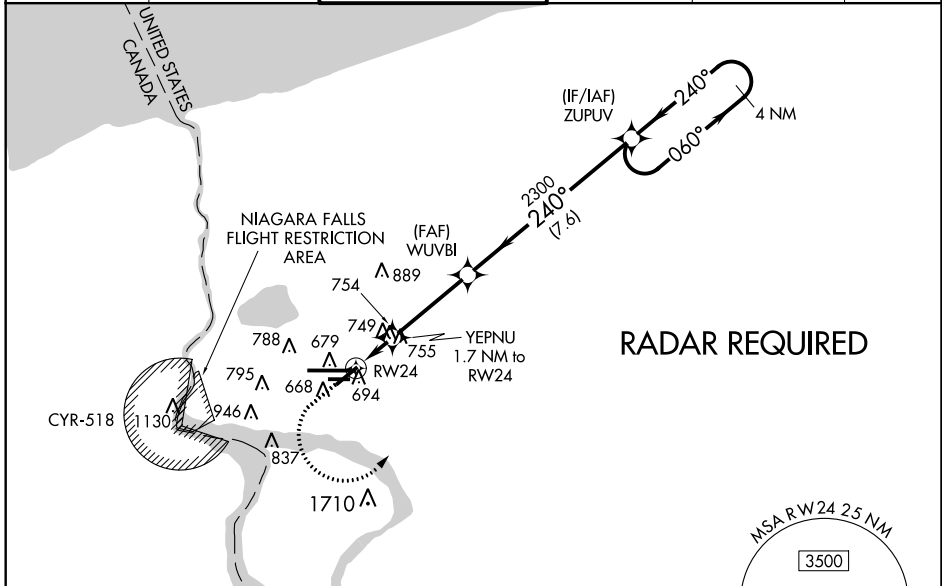 UNITED STATES
CANADA
240°
4 NM
(IF/IAF)
ZUPUV
060°
2300
240°
(7.6)
NIAGARA FALLS
FLIGHT RESTRICTION
AREA
(FAF)
WUVBI
889
754
749
755
YEPNU
1.7 NM to
RW24
RADAR REQUIRED
788
679
RW24
795
668
694
CYR-518
1130
946
837
1710
MSA RW24 25 NM
3500